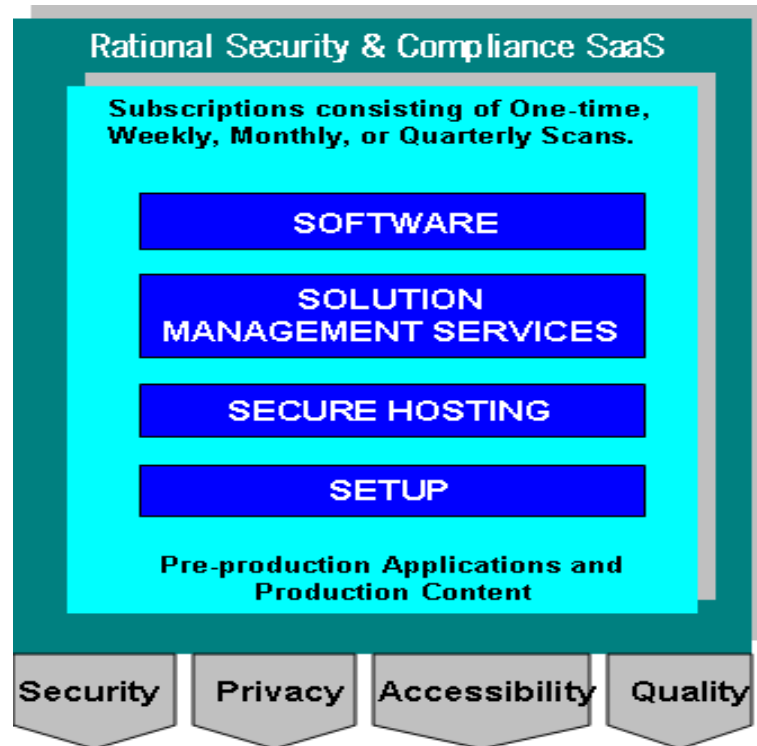 Rational Security & Compliance SaaS
Subscriptions consisting of One-time,
Weekly, Monthly, or Quarterly Scans.
SOFTWARE
SOLUTION
MANAGEMENT SERVICES
SECURE HOSTING
SETUP
Pre-production Applications and
Production Content
Security Privacy Accessibility Quality